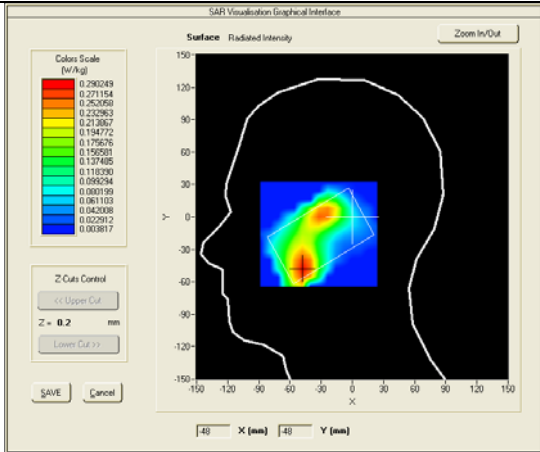 SAR Visualisation Graphical Interface
Surface Radiated Intensity
Zoom In/Out
Colors Scale
(W/kg)
0.290249
0.271154
0.252058
0.232963
0.213867
0.194772
0.175676
0.156581
0.137485
0.118390
0.099294
0.080199
0.061103
0.042008
0.022912
0.003817
150
120
90
60
30
0
-30
-60
-90
-120
-150
Y
-150 -120 -90 -60 -30 0 30 60 90 120 150
X
Z Cuts Control
<< Upper Cut
Z = 0.2 mm
Lower Cut >>
SAVE Cancel
-48 X (mm) -48 Y (mm)